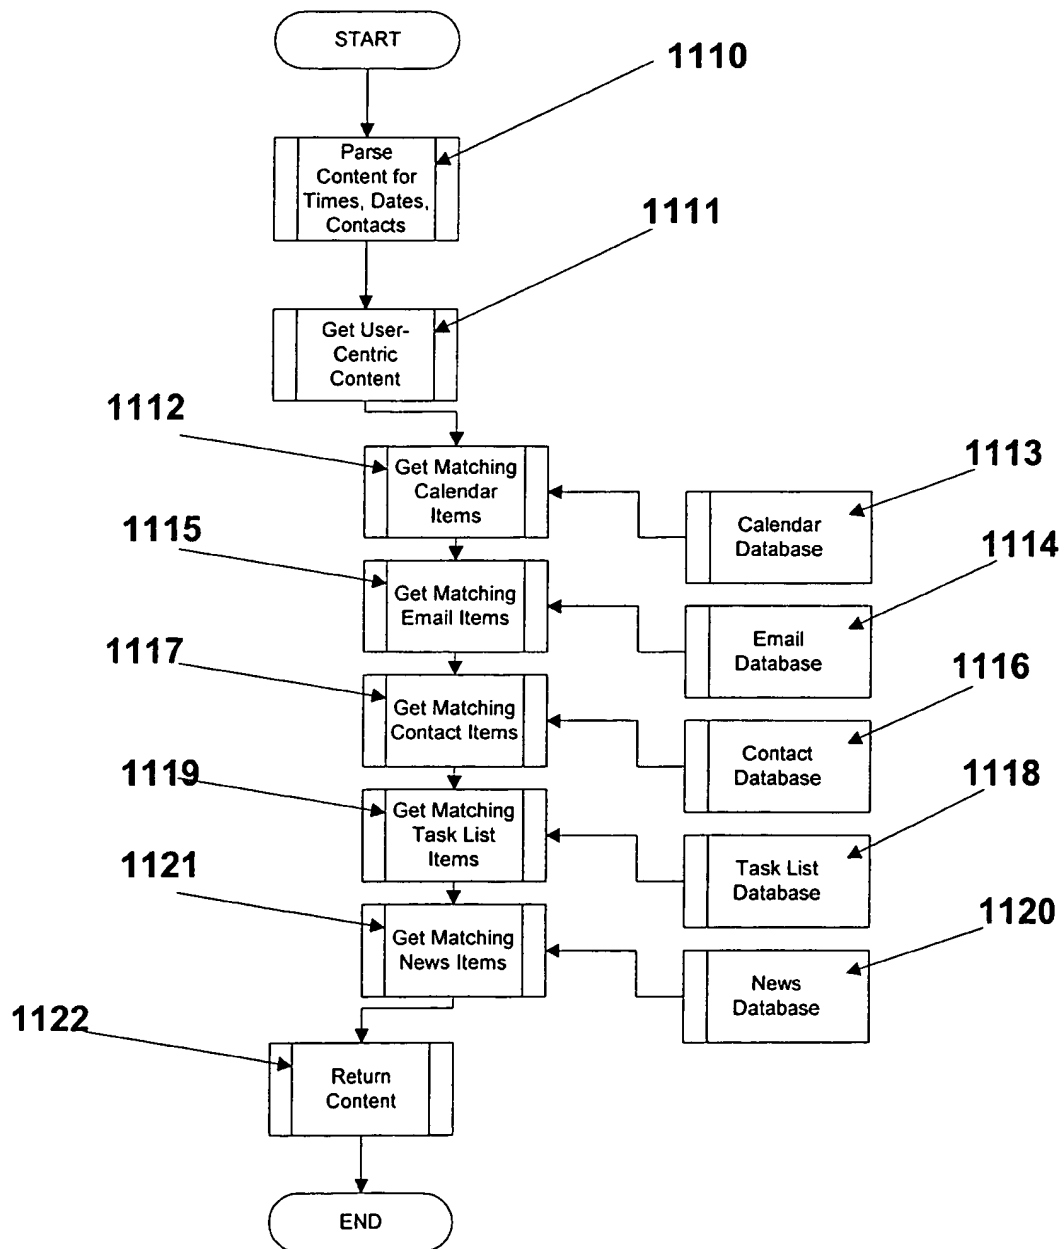 START
1110
Parse
Content for
Times, Dates,
Contacts
1111
Get User-
Centric
Content
1112
Get Matching
Calendar
Items
1113
Calendar
Database
1115
Get Matching
Email Items
1114
Email
Database
1117
Get Matching
Contact Items
1116
Contact
Database
1119
Get Matching
Task List
Items
1118
Task List
Database
1121
Get Matching
News Items
1120
News
Database
1122
Return
Content
END